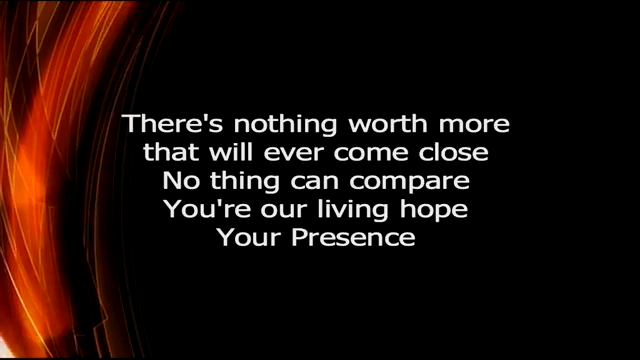 There's nothing worth more
that will ever come close
No thing can compare
You're our living hope
Your Presence